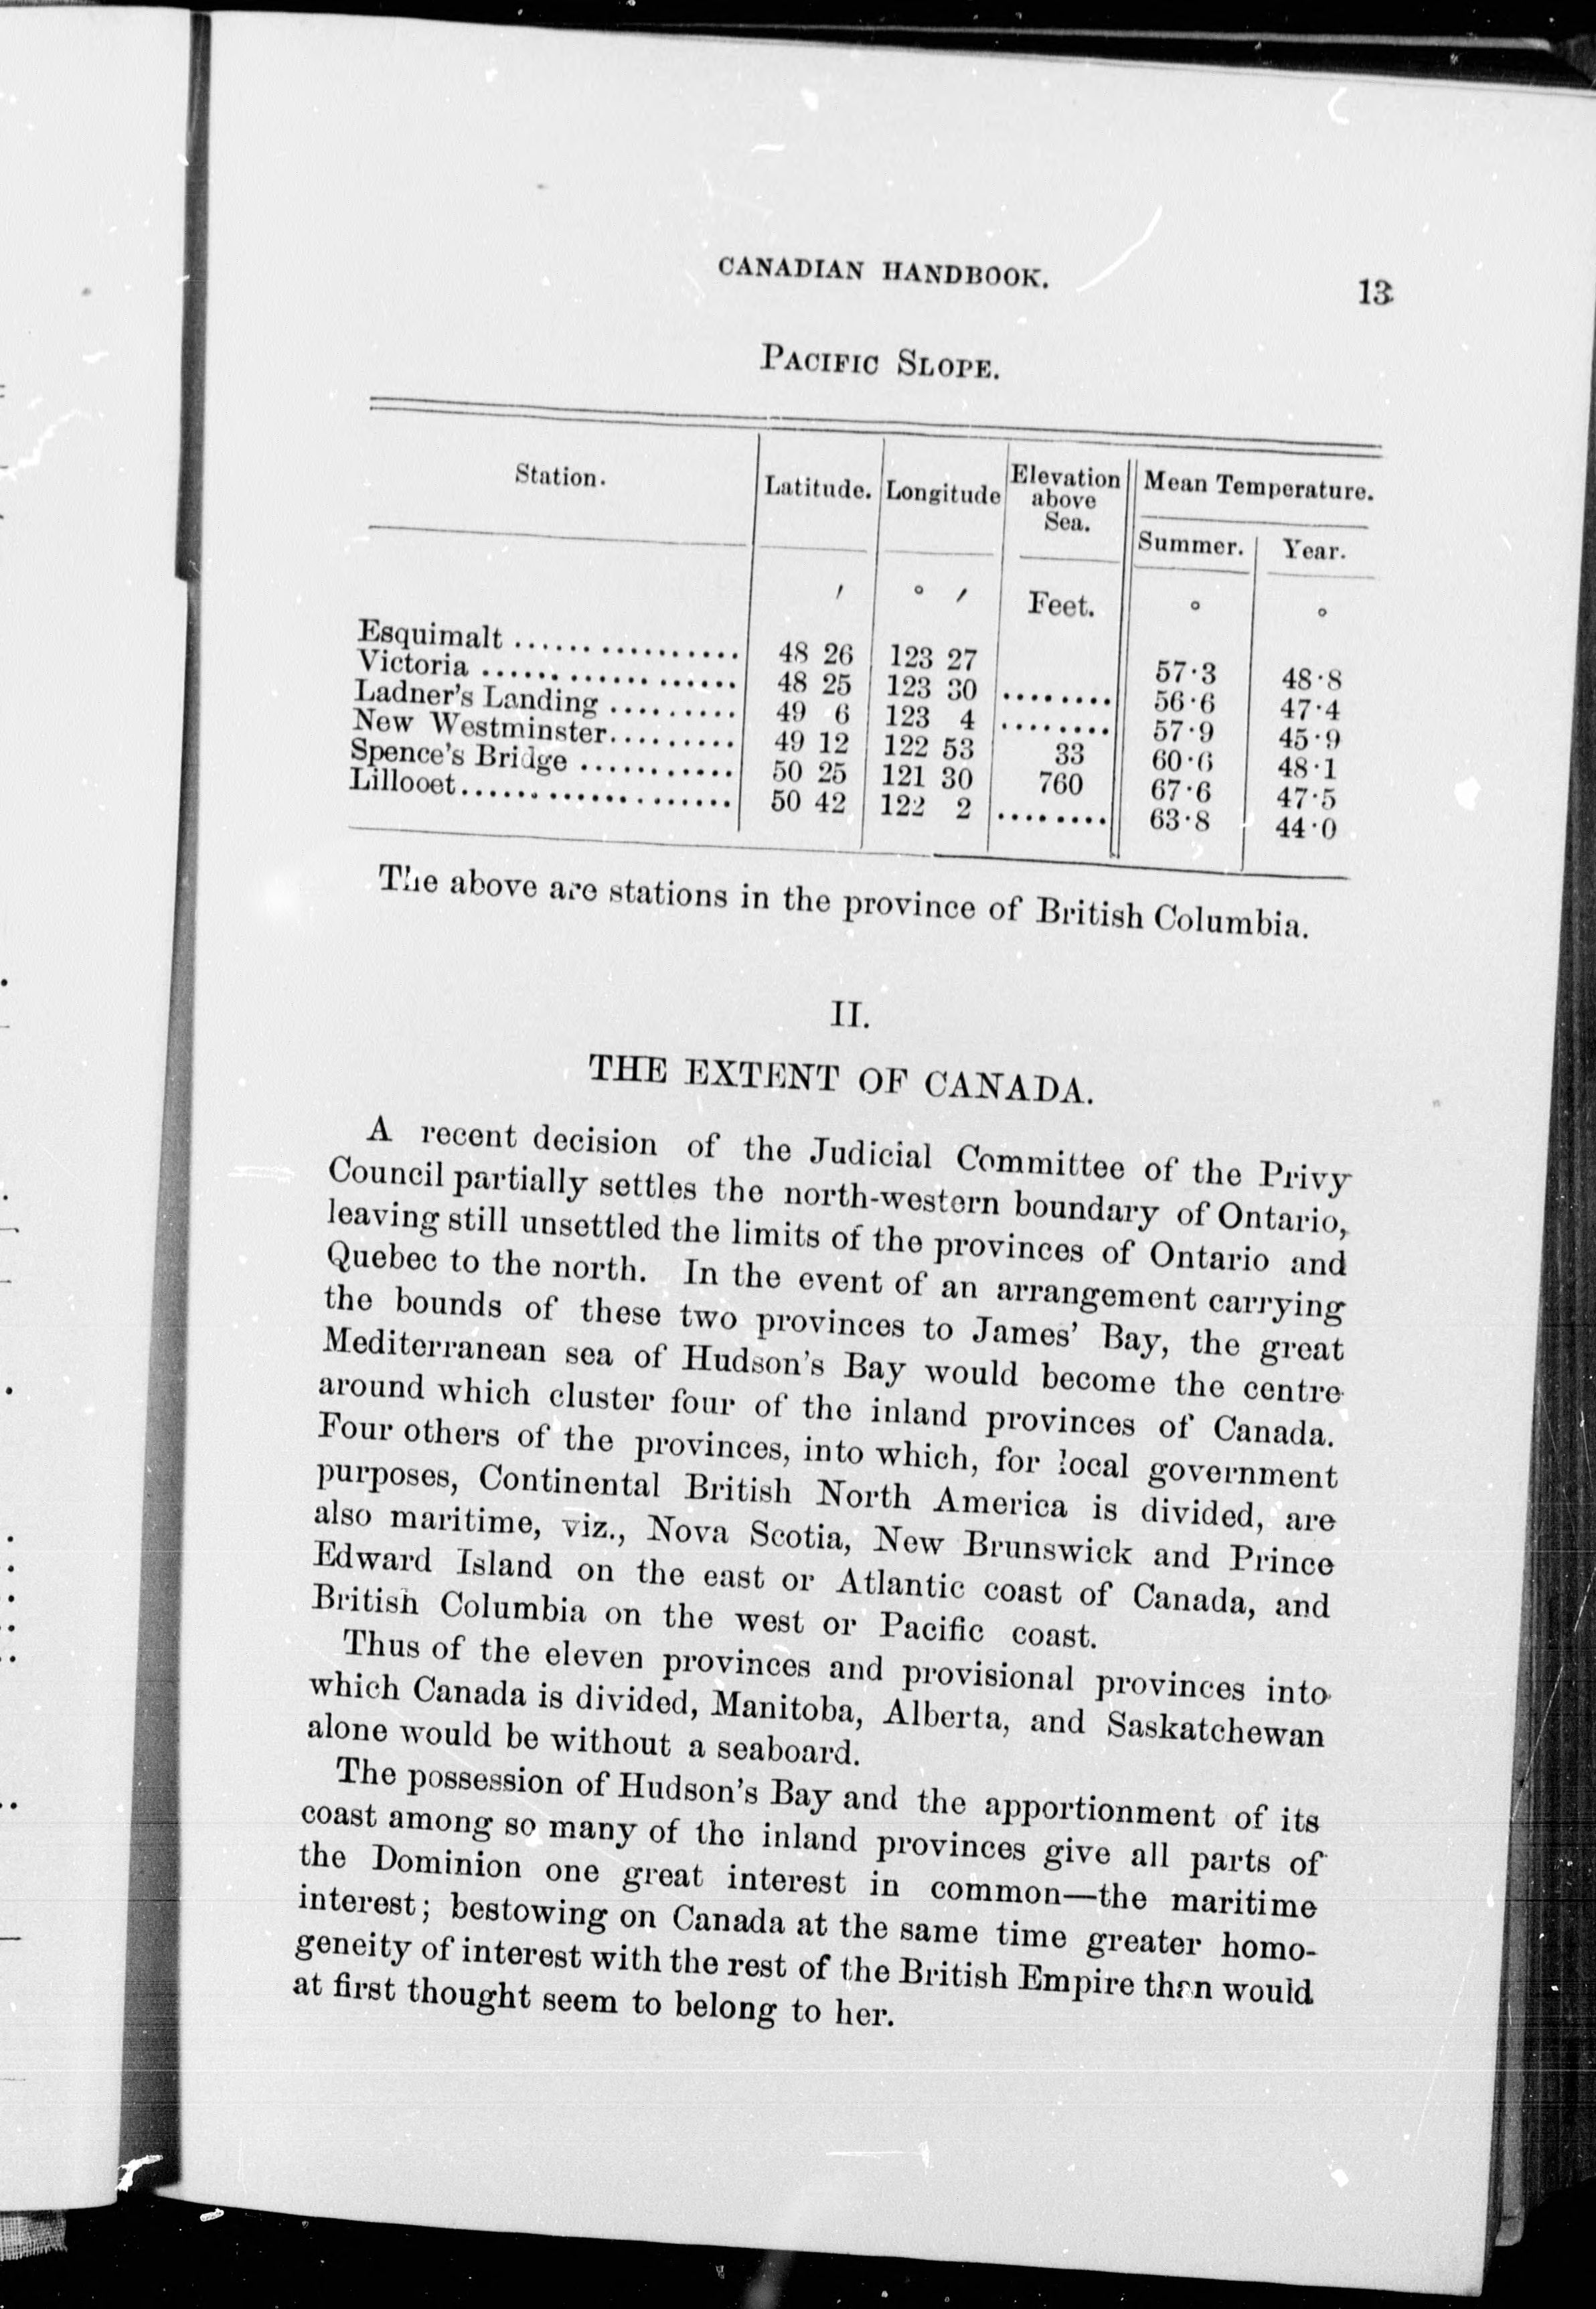 CANADIAN HANDBOOK.
13
PACIFIC SLOPE.
Station. Latitude. Longitude Elevation above Sea. Mean Temperature.
Summer. Year.
′ ° ′ Feet. ° °
Esquimalt ................. 48 26 123 27 57·3 48·8
Victoria ................... 48 25 123 30 ........ 56·6 47·4
Ladner's Landing ......... 49 6 123 4 ........ 57·9 45·9
New Westminster......... 49 12 122 53 33 60·6 48·1
Spence's Bridge ........... 50 25 121 30 760 67·6 47·5
Lillooet.................... 50 42 122 2 ........ 63·8 44·0
The above are stations in the province of British Columbia.
II.
THE EXTENT OF CANADA.
A recent decision of the Judicial Committee of the Privy
Council partially settles the north-western boundary of Ontario,
leaving still unsettled the limits of the provinces of Ontario and
Quebec to the north. In the event of an arrangement carrying
the bounds of these two provinces to James' Bay, the great
Mediterranean sea of Hudson's Bay would become the centre
around which cluster four of the inland provinces of Canada.
Four others of the provinces, into which, for local government
purposes, Continental British North America is divided, are
also maritime, viz., Nova Scotia, New Brunswick and Prince
Edward Island on the east or Atlantic coast of Canada, and
British Columbia on the west or Pacific coast.
Thus of the eleven provinces and provisional provinces into
which Canada is divided, Manitoba, Alberta, and Saskatchewan
alone would be without a seaboard.
The possession of Hudson's Bay and the apportionment of its
coast among so many of the inland provinces give all parts of
the Dominion one great interest in common—the maritime
interest; bestowing on Canada at the same time greater homo-
geneity of interest with the rest of the British Empire than would
at first thought seem to belong to her.